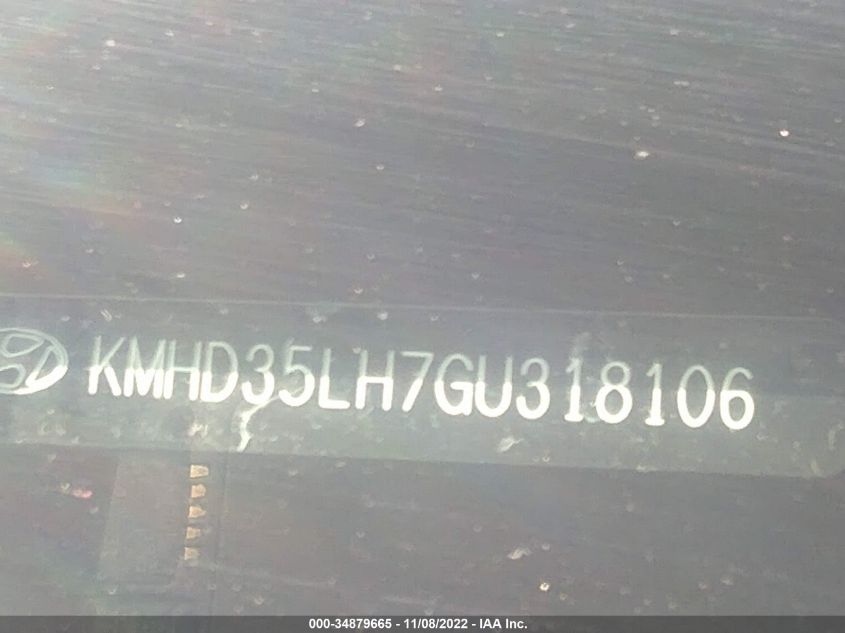 KMHD35LH7GU318106
000-34879665 - 11/08/2022 - IAA Inc.